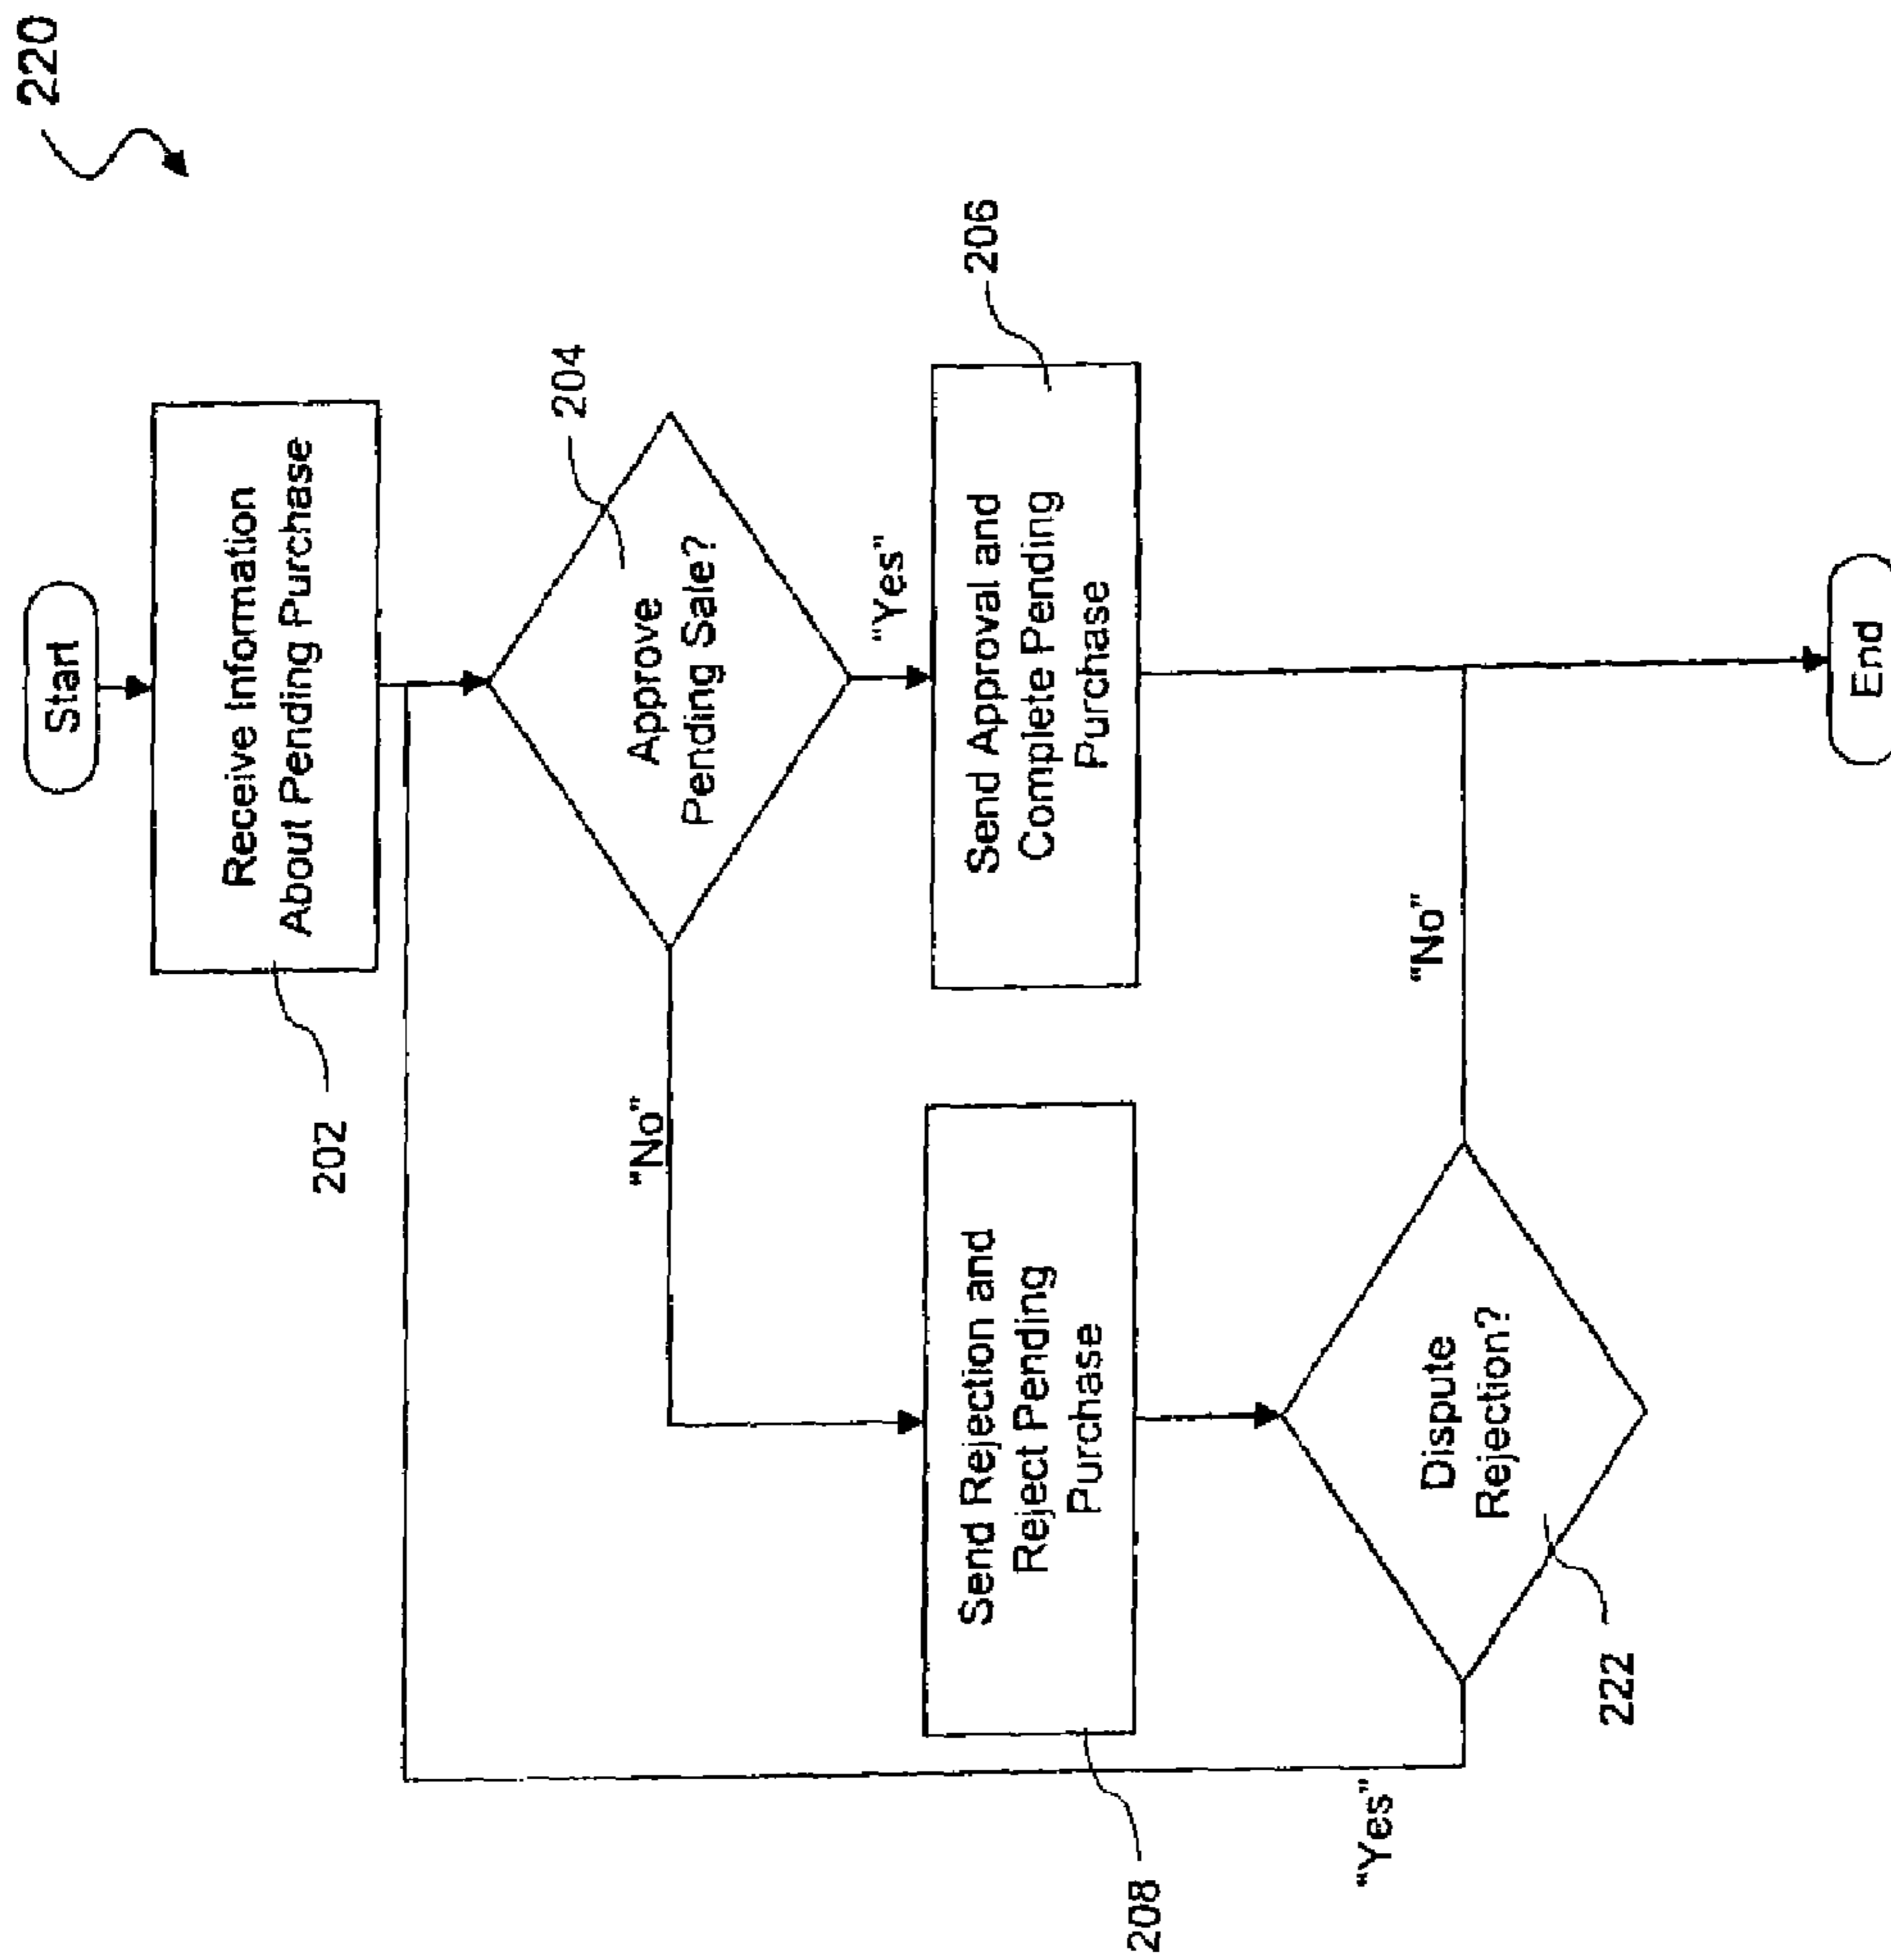 220
Start
Receive Information
About Pending Purchase
202
204
Approve
Pending Sale?
"No"
"Yes"
206
Send Approval and
Complete Pending
Purchase
Send Rejection and
Reject Pending
Purchase
208
Dispute
Rejection?
222
"No"
"Yes"
End